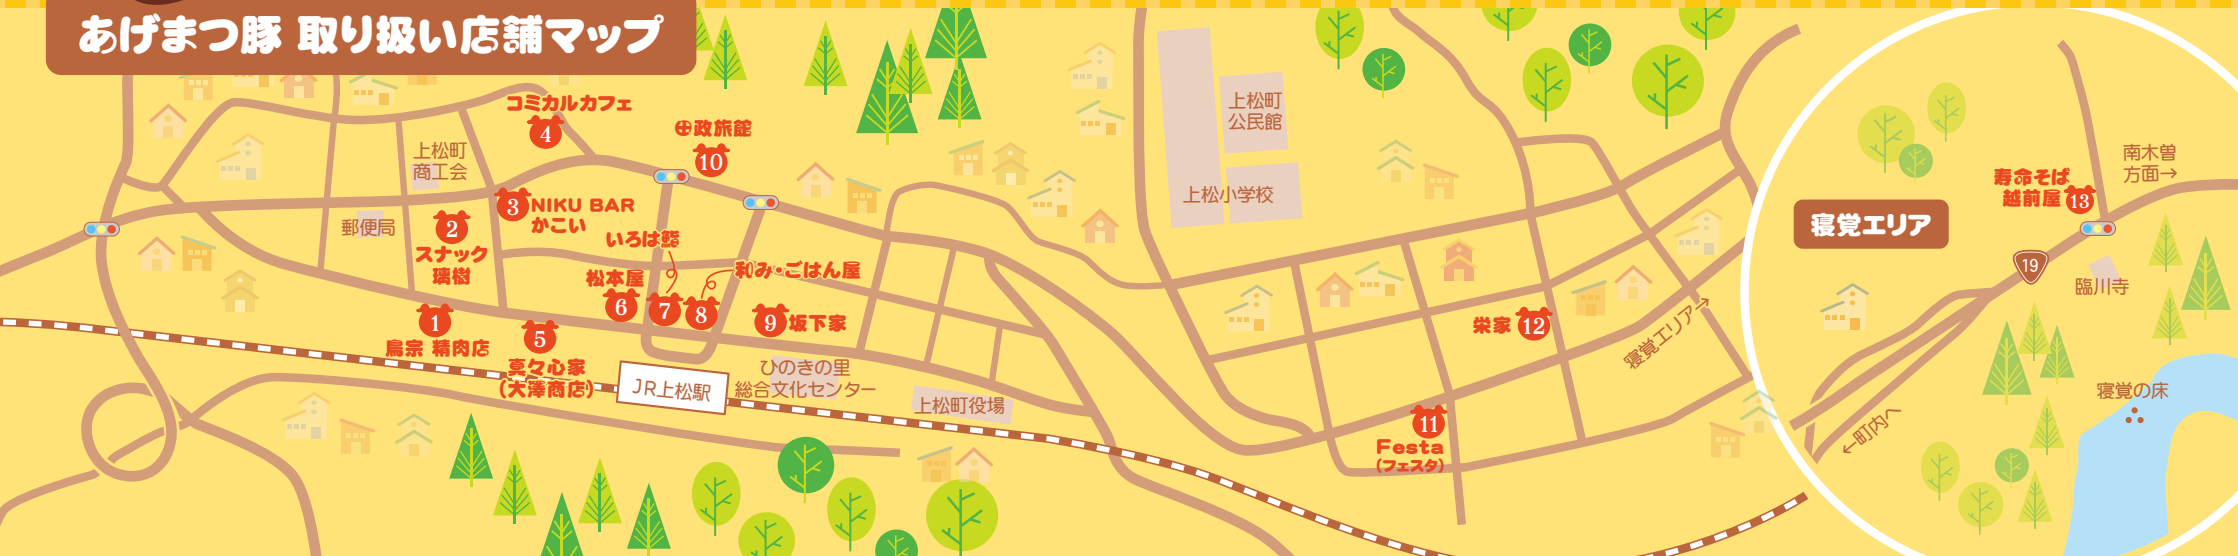 あげまつ豚 取り扱い店舗マップ
コミカルカフェ
4
政旅館
10
上松町
商工会
3
NIKU BAR
かこい
郵便局
2
スナック
璃樹
いろは鮨
松本屋
6
7
8
和み・ごはん屋
9
坂下家
1
鳥宗 精肉店
5
真々心家
(大澤商店)
JR上松駅
ひのきの里
総合文化センター
上松町役場
上松町
公民館
上松小学校
栄家
12
11
Festa
(フェスタ)
寝覚エリア→
寝覚エリア
寿命そば
越前屋
13
南木曽
方面→
19
臨川寺
寝覚の床
←町内へ